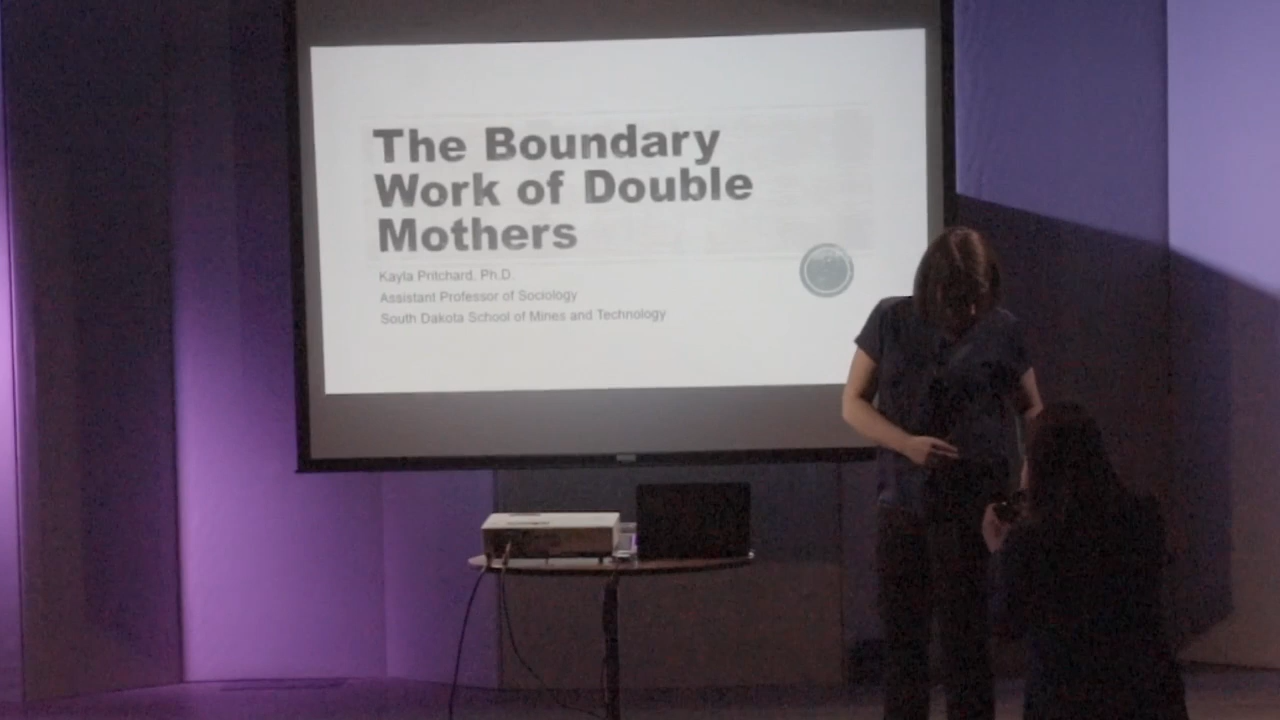 The Boundary
Work of Double
Mothers
Kayla Pritchard, Ph.D.
Assistant Professor of Sociology
South Dakota School of Mines and Technology